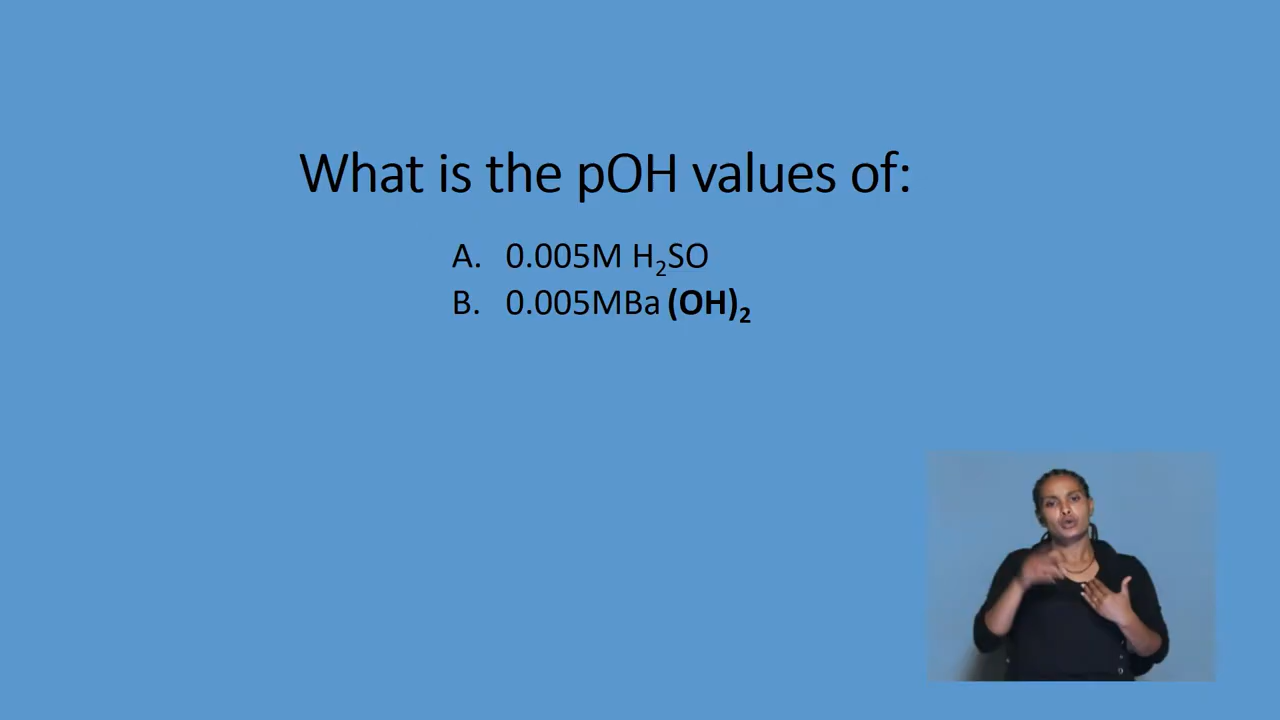 What is the pOH values of:
A. 0.005M H₂SO
B. 0.005MBa (OH)₂